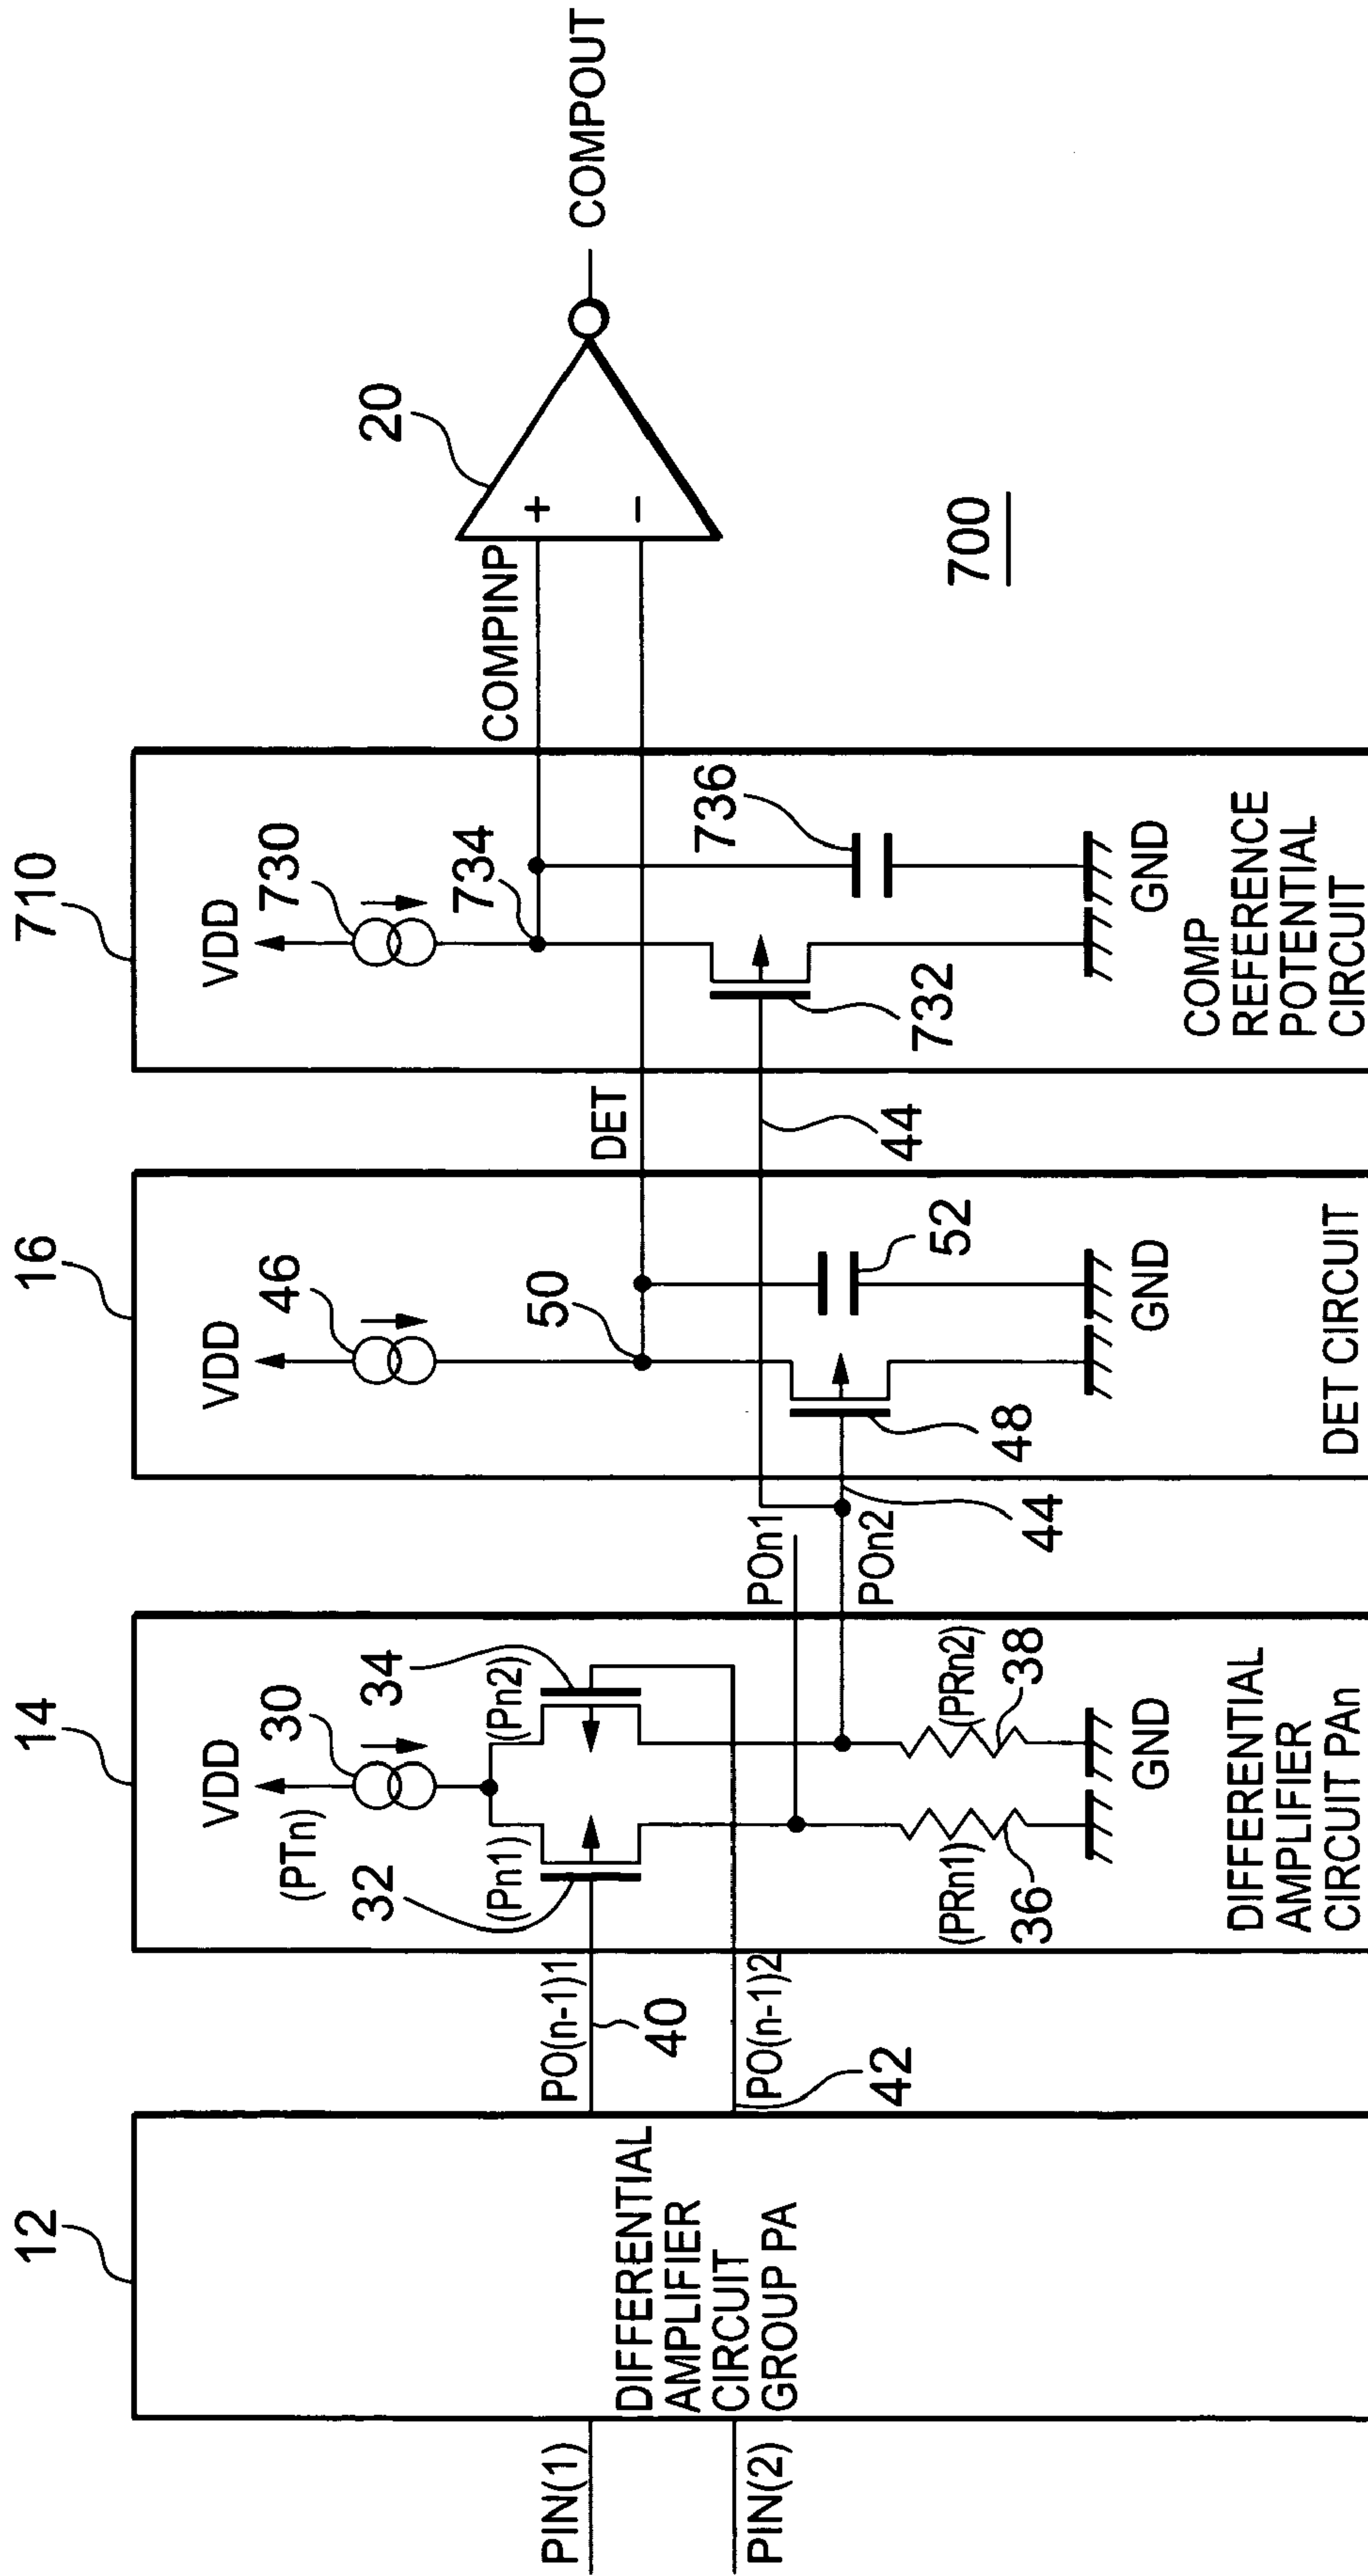 12
14
16
710
PIN(1)
PIN(2)
DIFFERENTIAL
AMPLIFIER
CIRCUIT
GROUP PA
PO(n-1)1
40
PO(n-1)2
42
VDD
(PTn)
30
32
(Pn1)
(Pn2)
34
(PRn1)
36
(PRn2)
38
GND
DIFFERENTIAL
AMPLIFIER
CIRCUIT PAn
POn1
POn2
44
VDD
46
50
48
52
GND
DET CIRCUIT
DET
44
VDD
730
734
732
736
GND
COMP
REFERENCE
POTENTIAL
CIRCUIT
COMPINP
20
+
−
COMPOUT
700